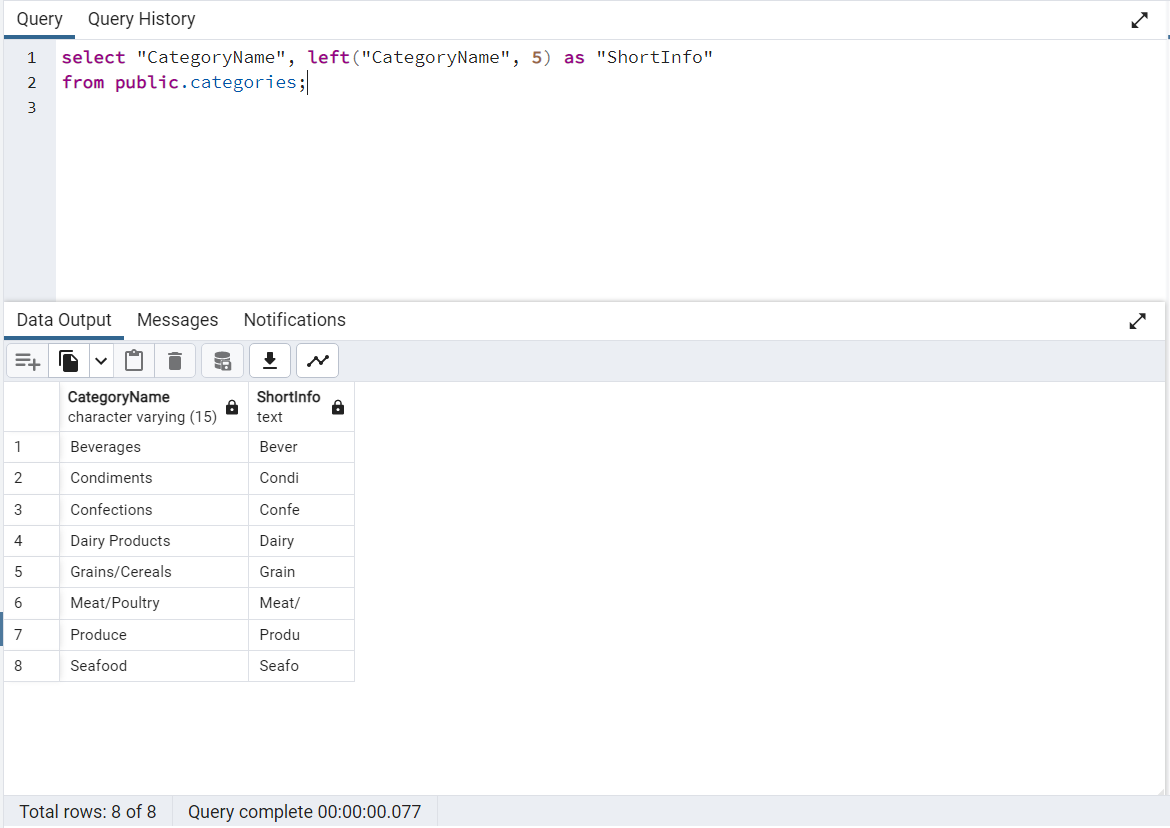 Query Query History
1 select "CategoryName", left("CategoryName", 5) as "ShortInfo"
2 from public.categories;
3
Data Output Messages Notifications
CategoryName ShortInfo
character varying (15) text
1 Beverages Bever
2 Condiments Condi
3 Confections Confe
4 Dairy Products Dairy
5 Grains/Cereals Grain
6 Meat/Poultry Meat/
7 Produce Produ
8 Seafood Seafo
Total rows: 8 of 8 Query complete 00:00:00.077